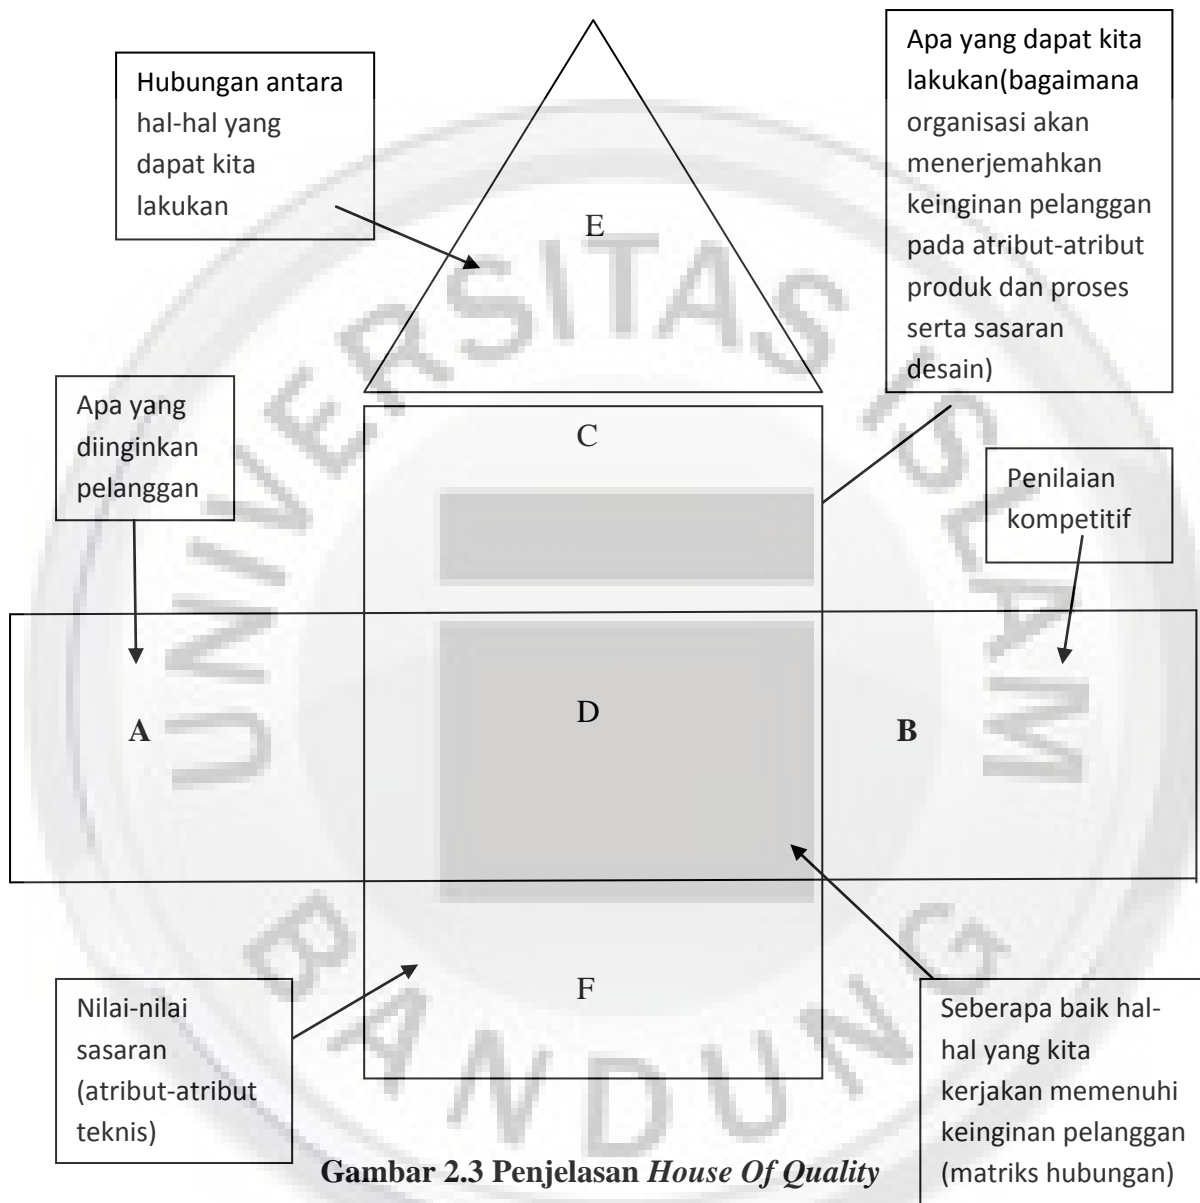 Hubungan antara
hal-hal yang
dapat kita
lakukan
Apa yang dapat kita
lakukan(bagaimana
organisasi akan
menerjemahkan
keinginan pelanggan
pada atribut-atribut
produk dan proses
serta sasaran
desain)
E
Apa yang
diinginkan
pelanggan
C
Penilaian
kompetitif
A
D
B
F
Nilai-nilai
sasaran
(atribut-atribut
teknis)
Seberapa baik hal-
hal yang kita
kerjakan memenuhi
keinginan pelanggan
(matriks hubungan)
Gambar 2.3 Penjelasan House Of Quality
UNIVERSITAS ISLAM
BANDUNG